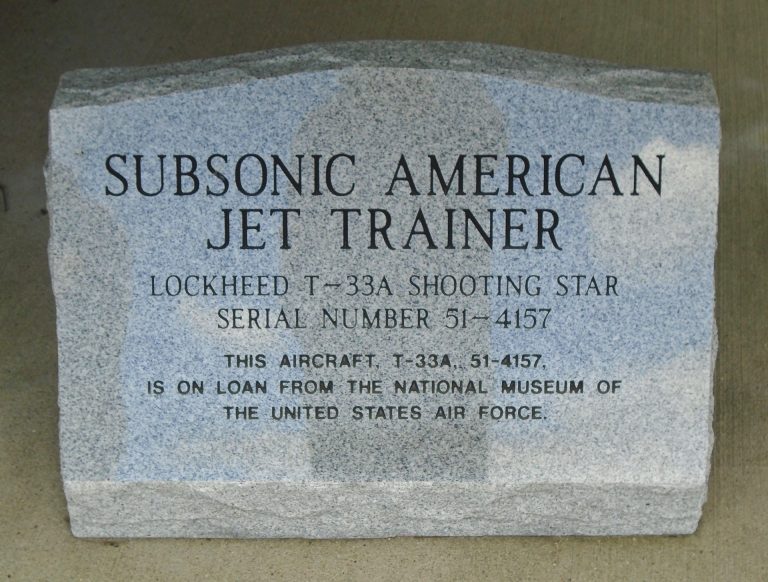 SUBSONIC AMERICAN
JET TRAINER
LOCKHEED T-33A SHOOTING STAR
SERIAL NUMBER 51-4157
THIS AIRCRAFT, T-33A, 51-4157,
IS ON LOAN FROM THE NATIONAL MUSEUM OF
THE UNITED STATES AIR FORCE.